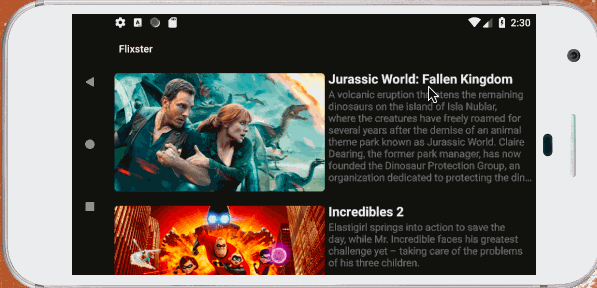 2:30
Flixster
Jurassic World: Fallen Kingdom
A volcanic eruption threatens the remaining
dinosaurs on the island of Isla Nublar,
where the creatures have freely roamed for
several years after the demise of an animal
theme park known as Jurassic World. Claire
Dearing, the former park manager, has now
founded the Dinosaur Protection Group, an
organization dedicated to protecting the din...
Incredibles 2
Elastigirl springs into action to save the
day, while Mr. Incredible faces his greatest
challenge yet – taking care of the problems
of his three children.